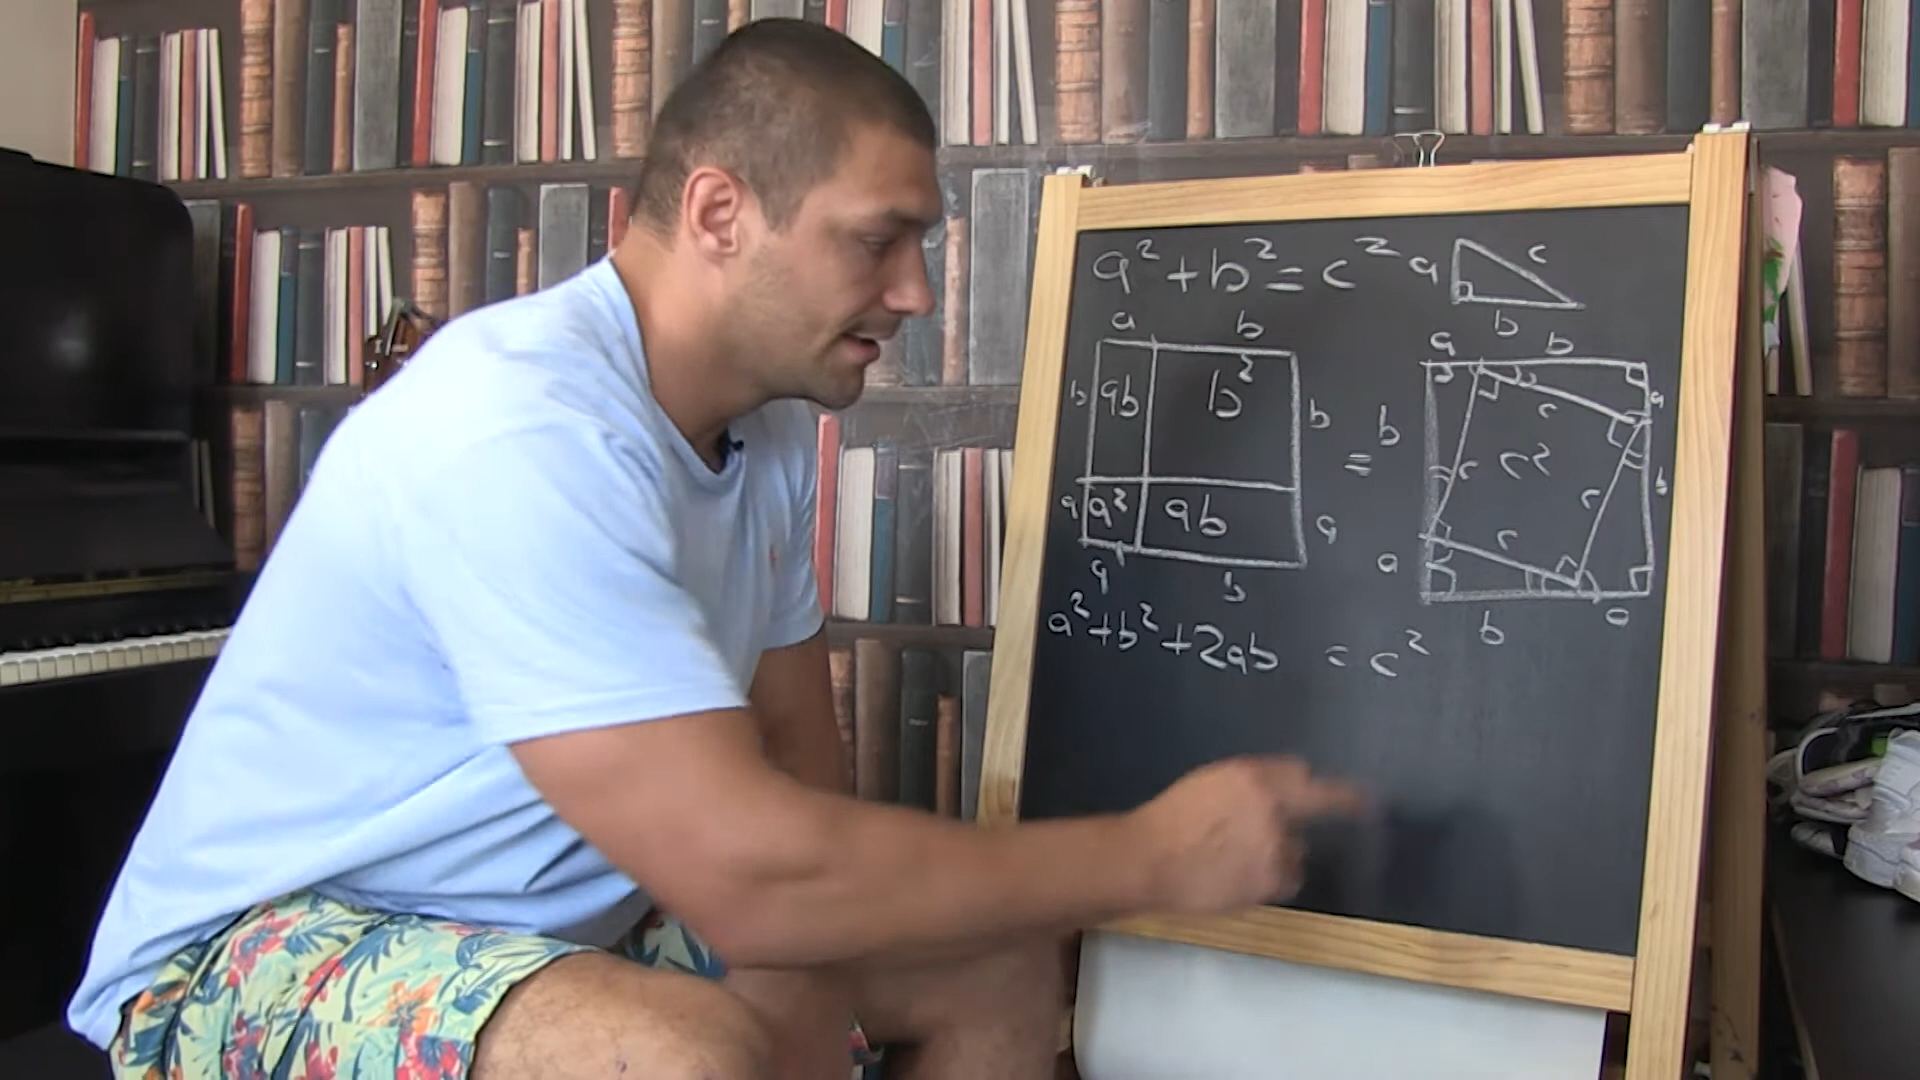 a² + b² = c²
a c
b
a b
b ab b² b
a a² ab a
a b
=
a b
b c a
c c² c b
a c
b a
a² + b² + 2ab = c²